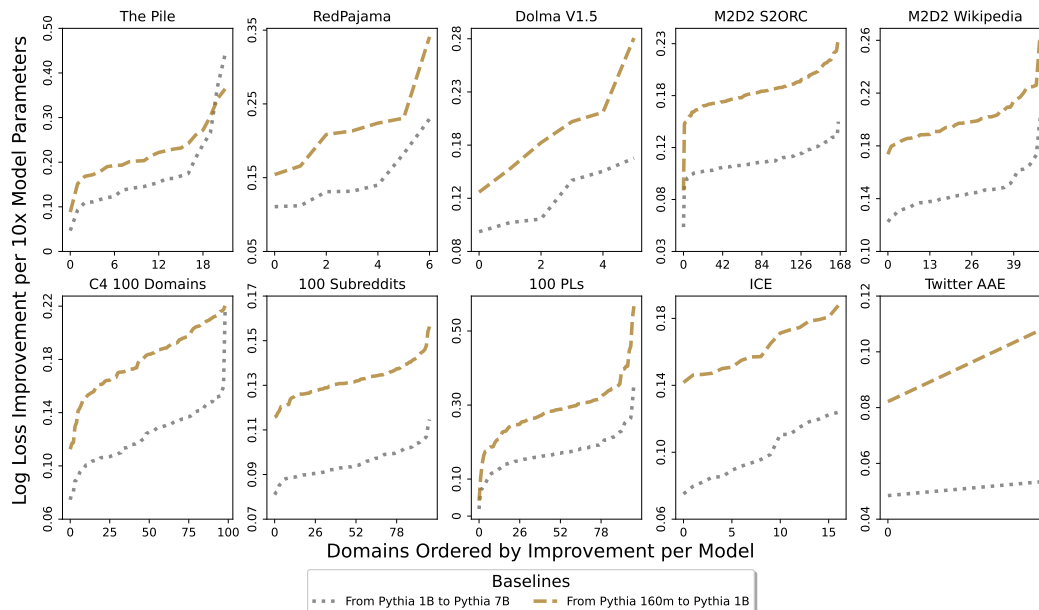 The Pile
RedPajama
Dolma V1.5
M2D2 S2ORC
M2D2 Wikipedia
Log Loss Improvement per 10x Model Parameters
0.50
0.40
0.30
0.20
0.10
0
0 6 12 18
0.35
0.25
0.15
0.05
0 2 4 6
0.28
0.23
0.18
0.12
0.08
0 2 4
0.23
0.18
0.12
0.08
0.03
0 42 84 126 168
0.26
0.22
0.18
0.14
0.10
0 13 26 39
C4 100 Domains
100 Subreddits
100 PLs
ICE
Twitter AAE
0.22
0.18
0.14
0.10
0.06
0 25 50 75 100
0.17
0.15
0.13
0.11
0.09
0.07
0 26 52 78
0.50
0.30
0.10
0
0 26 52 78
0.18
0.14
0.10
0.06
0 5 10 15
0.12
0.10
0.08
0.06
0.04
0
Domains Ordered by Improvement per Model
Baselines
From Pythia 1B to Pythia 7B
From Pythia 160m to Pythia 1B